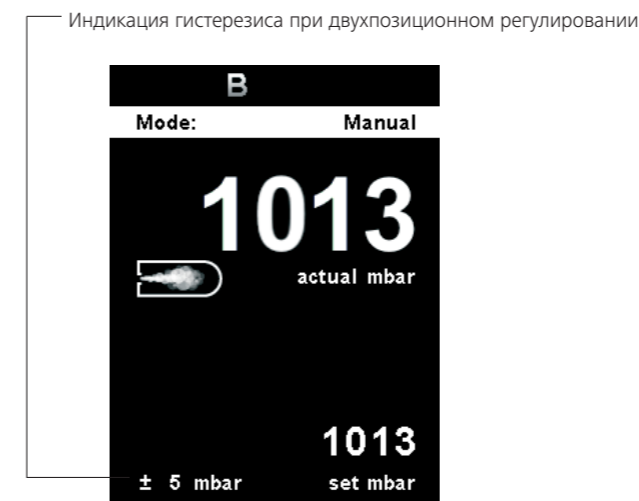 Индикация гистерезиса при двухпозиционном регулировании
B
Mode: Manual
1013
actual mbar
1013
± 5 mbar set mbar